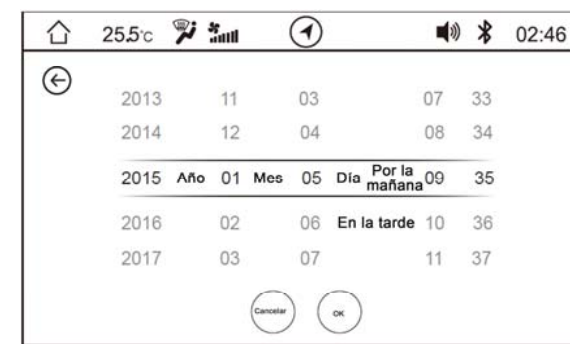 25.5°C 02:46
2013 11 03 07 33
2014 12 04 08 34
2015 Año 01 Mes 05 Día Por la mañana 09 35
2016 02 06 En la tarde 10 36
2017 03 07 11 37
Cancelar OK